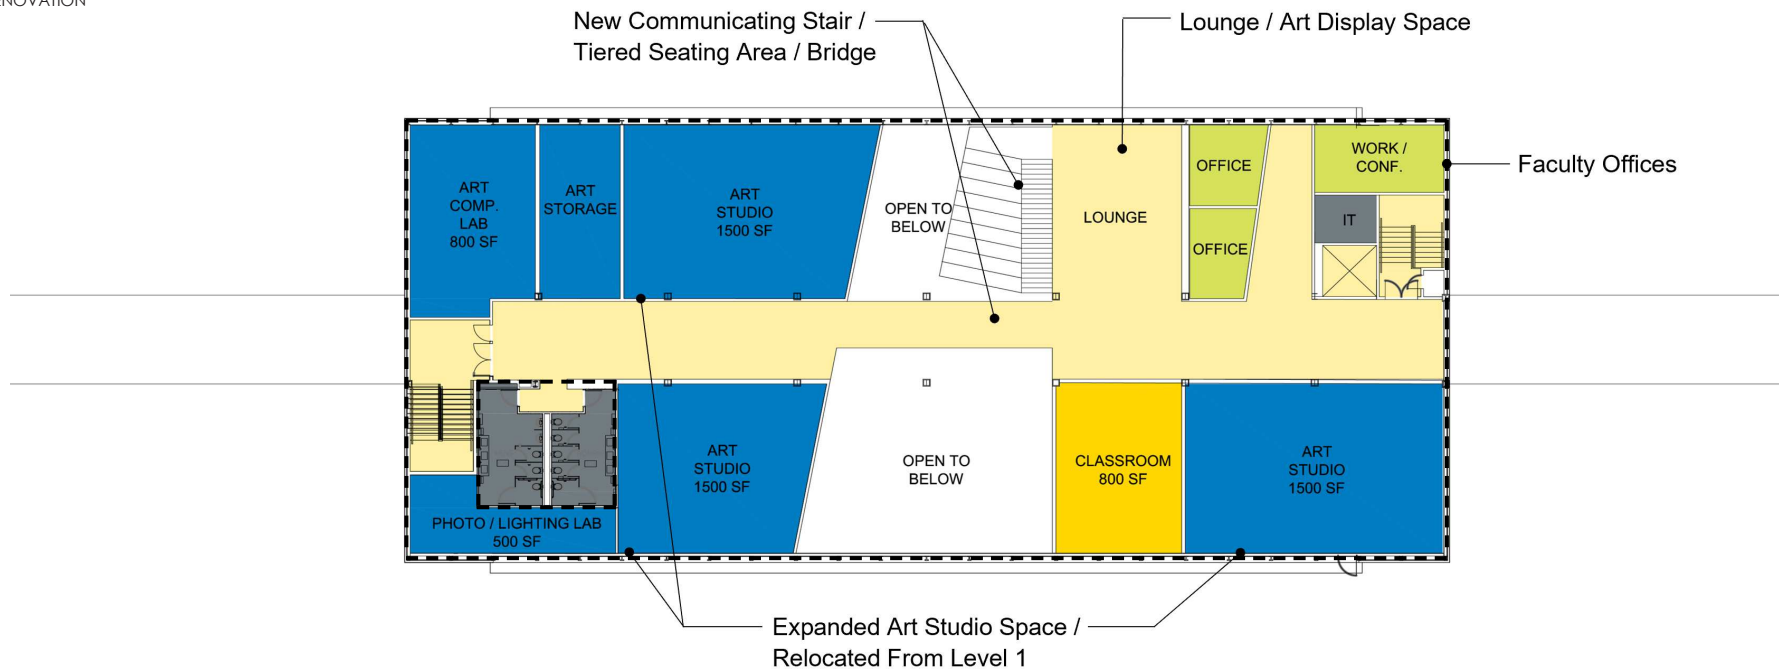 New Communicating Stair /
Tiered Seating Area / Bridge
Lounge / Art Display Space
Faculty Offices
ART
COMP.
LAB
800 SF
ART
STORAGE
ART
STUDIO
1500 SF
OPEN TO
BELOW
LOUNGE
OFFICE
OFFICE
WORK /
CONF.
IT
PHOTO / LIGHTING LAB
500 SF
ART
STUDIO
1500 SF
OPEN TO
BELOW
CLASSROOM
800 SF
ART
STUDIO
1500 SF
Expanded Art Studio Space /
Relocated From Level 1